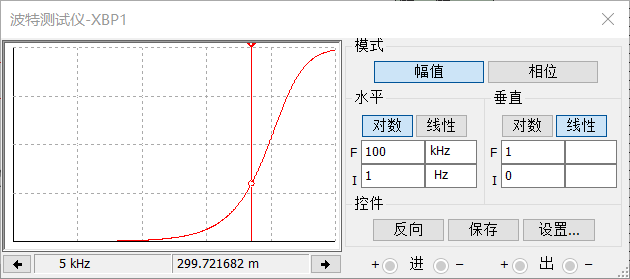 波特测试仪-XBP1
模式
幅值 相位
水平 垂直
对数 线性 对数 线性
F 100 kHz F 1
I 1 Hz I 0
控件
反向 保存 设置...
5 kHz 299.721682 m + 进 - + 出 -